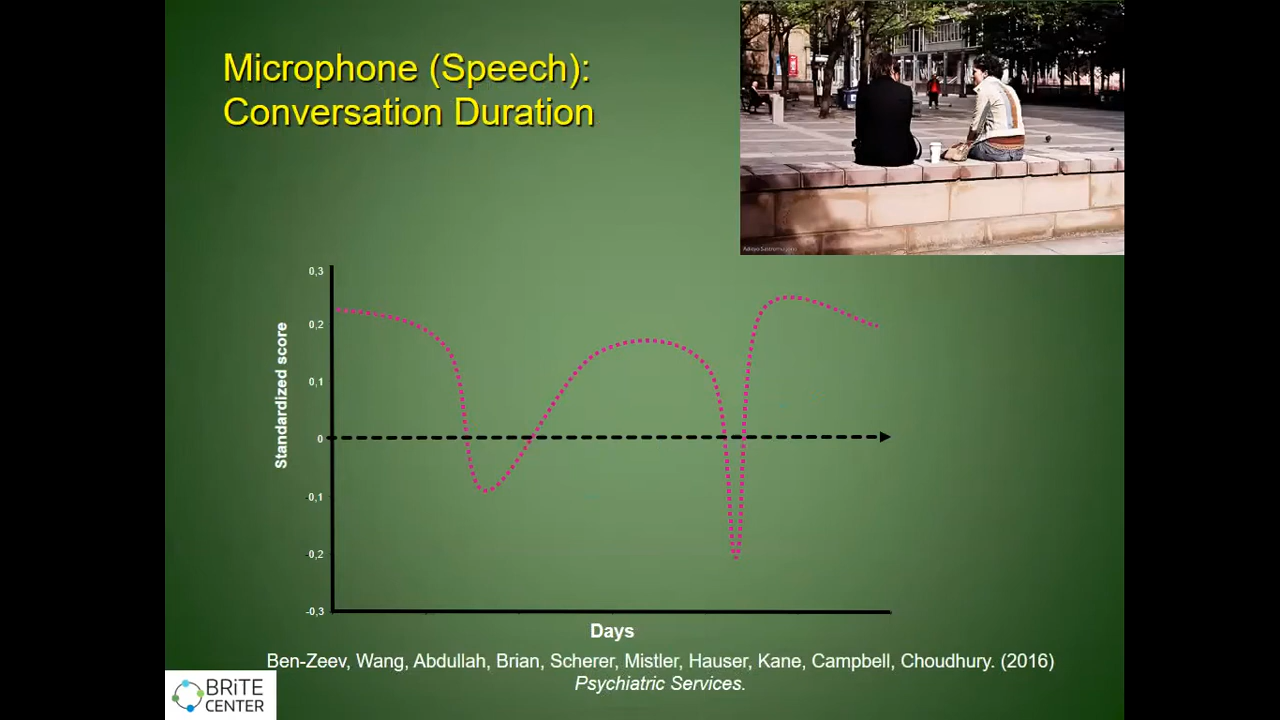 Microphone (Speech):
Conversation Duration
0,3
0,2
0,1
0
-0,1
-0,2
-0,3
Standardized score
Days
Ben-Zeev, Wang, Abdullah, Brian, Scherer, Mistler, Hauser, Kane, Campbell, Choudhury. (2016)
Psychiatric Services.
BRiTE
CENTER